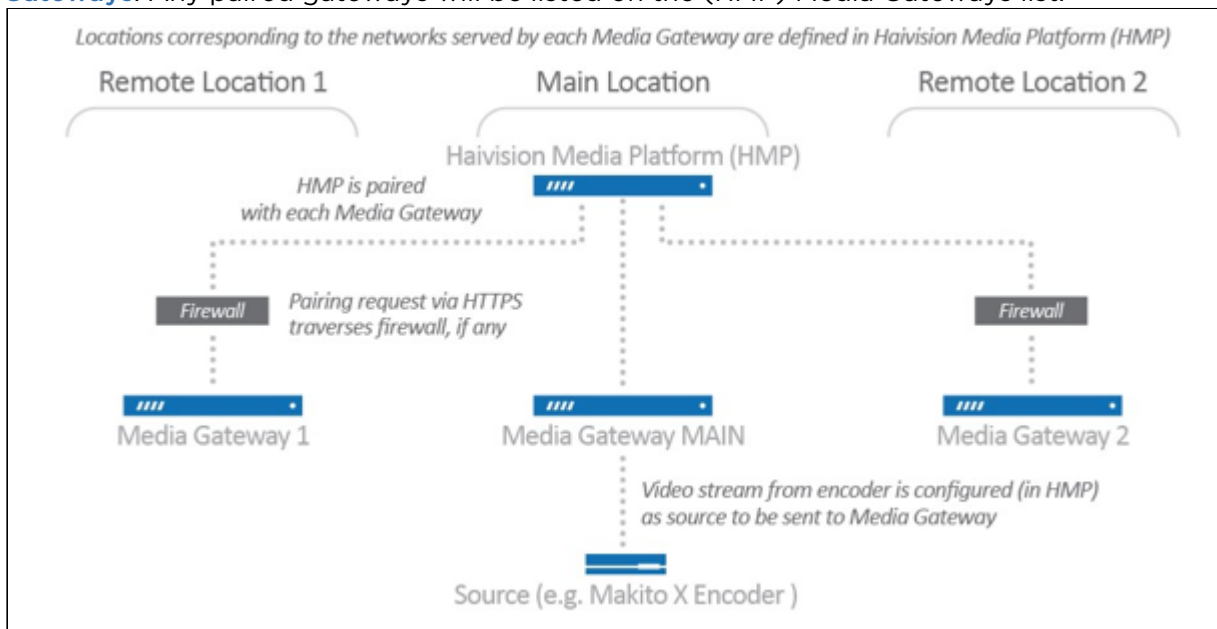 Gateways. Any paired gateways will be listed on the (HMP) Media Gateways list.
Locations corresponding to the networks served by each Media Gateway are defined in Haivision Media Platform (HMP)
Remote Location 1
Main Location
Remote Location 2
Haivision Media Platform (HMP)
HMP is paired
with each Media Gateway
Firewall
Pairing request via HTTPS
traverses firewall, if any
Firewall
Media Gateway 1
Media Gateway MAIN
Media Gateway 2
Video stream from encoder is configured (in HMP)
as source to be sent to Media Gateway
Source (e.g. Makito X Encoder )